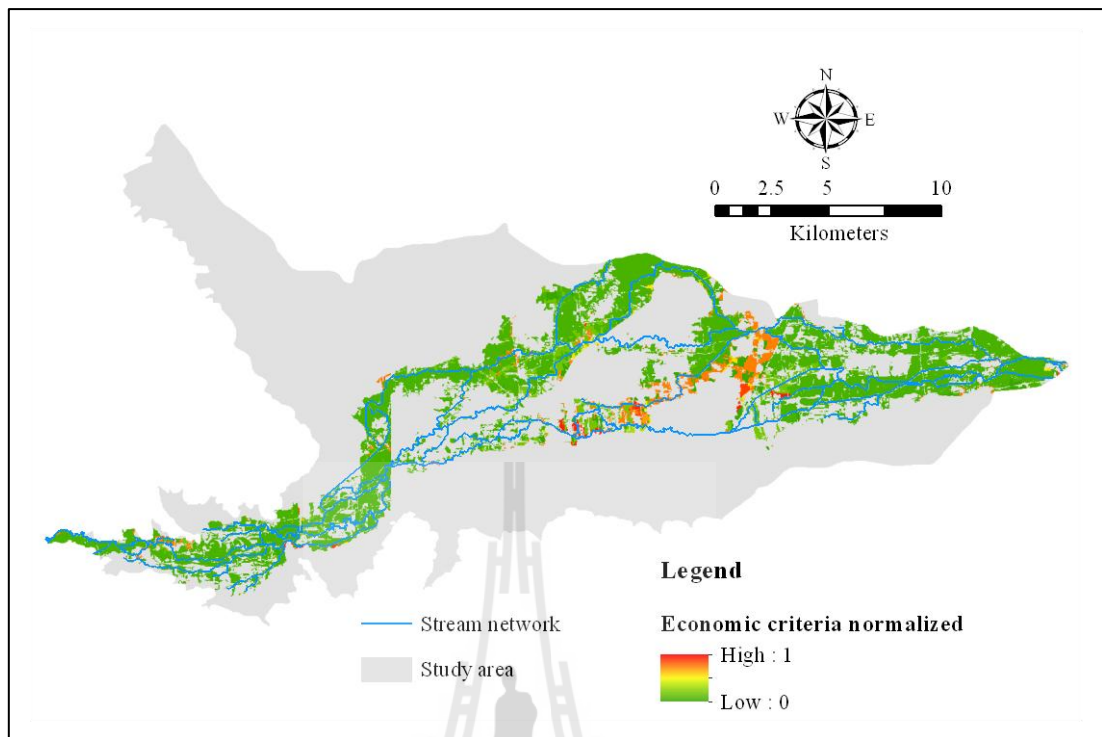 N
W E
S
0 2.5 5 10
Kilometers
Legend
Stream network
Study area
Economic criteria normalized
High : 1
Low : 0